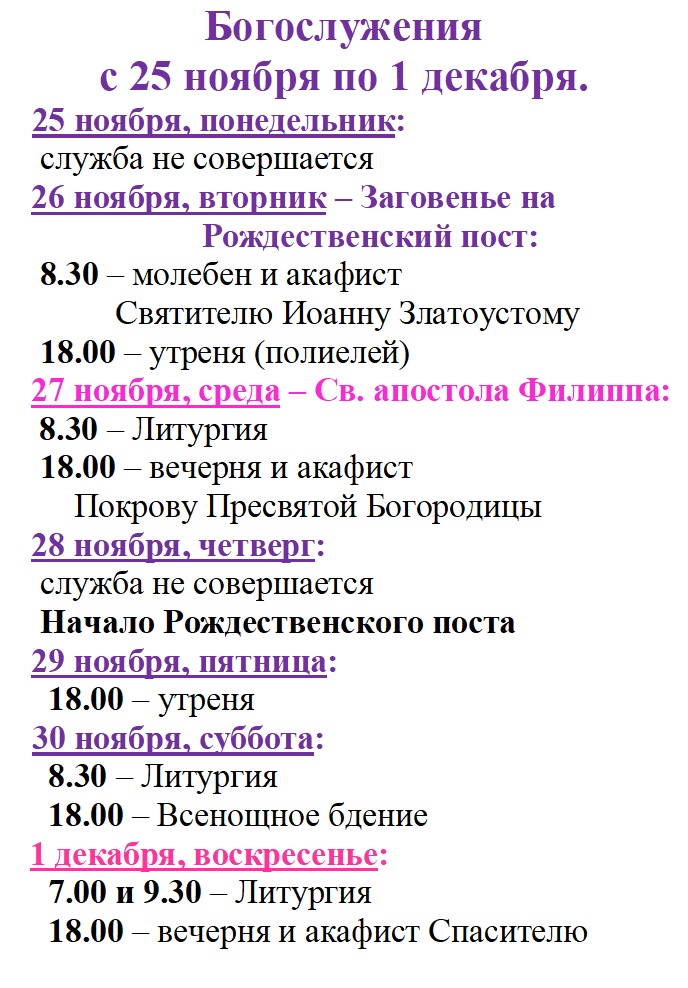 Богослужения
с 25 ноября по 1 декабря.
25 ноября, понедельник:
служба не совершается
26 ноября, вторник – Заговенье на
Рождественский пост:
8.30 – молебен и акафист
Святителю Иоанну Златоустому
18.00 – утреня (полиелей)
27 ноября, среда – Св. апостола Филиппа:
8.30 – Литургия
18.00 – вечерня и акафист
Покрову Пресвятой Богородицы
28 ноября, четверг:
служба не совершается
Начало Рождественского поста
29 ноября, пятница:
18.00 – утреня
30 ноября, суббота:
8.30 – Литургия
18.00 – Всенощное бдение
1 декабря, воскресенье:
7.00 и 9.30 – Литургия
18.00 – вечерня и акафист Спасителю